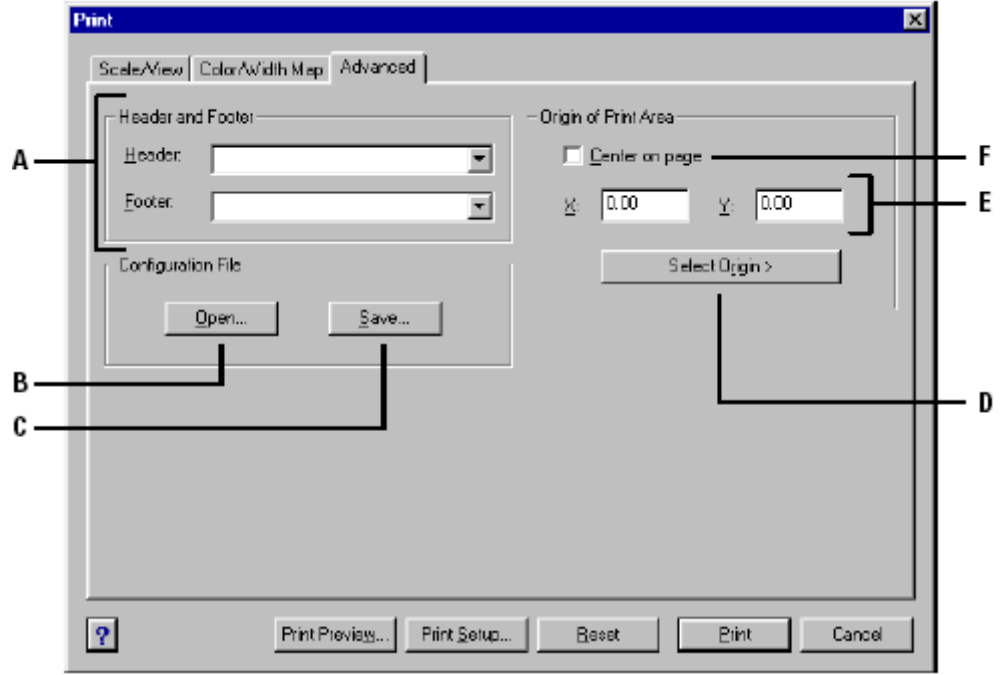 Print
Scale/View Color/Width Map Advanced
Header and Footer
Header:
Footer:
Configuration File
Open... Save...
Origin of Print Area
Center on page
X: 0.00 Y: 0.00
Select Origin >
A
B
C
F
E
D
? Print Preview... Print Setup... Reset Print Cancel